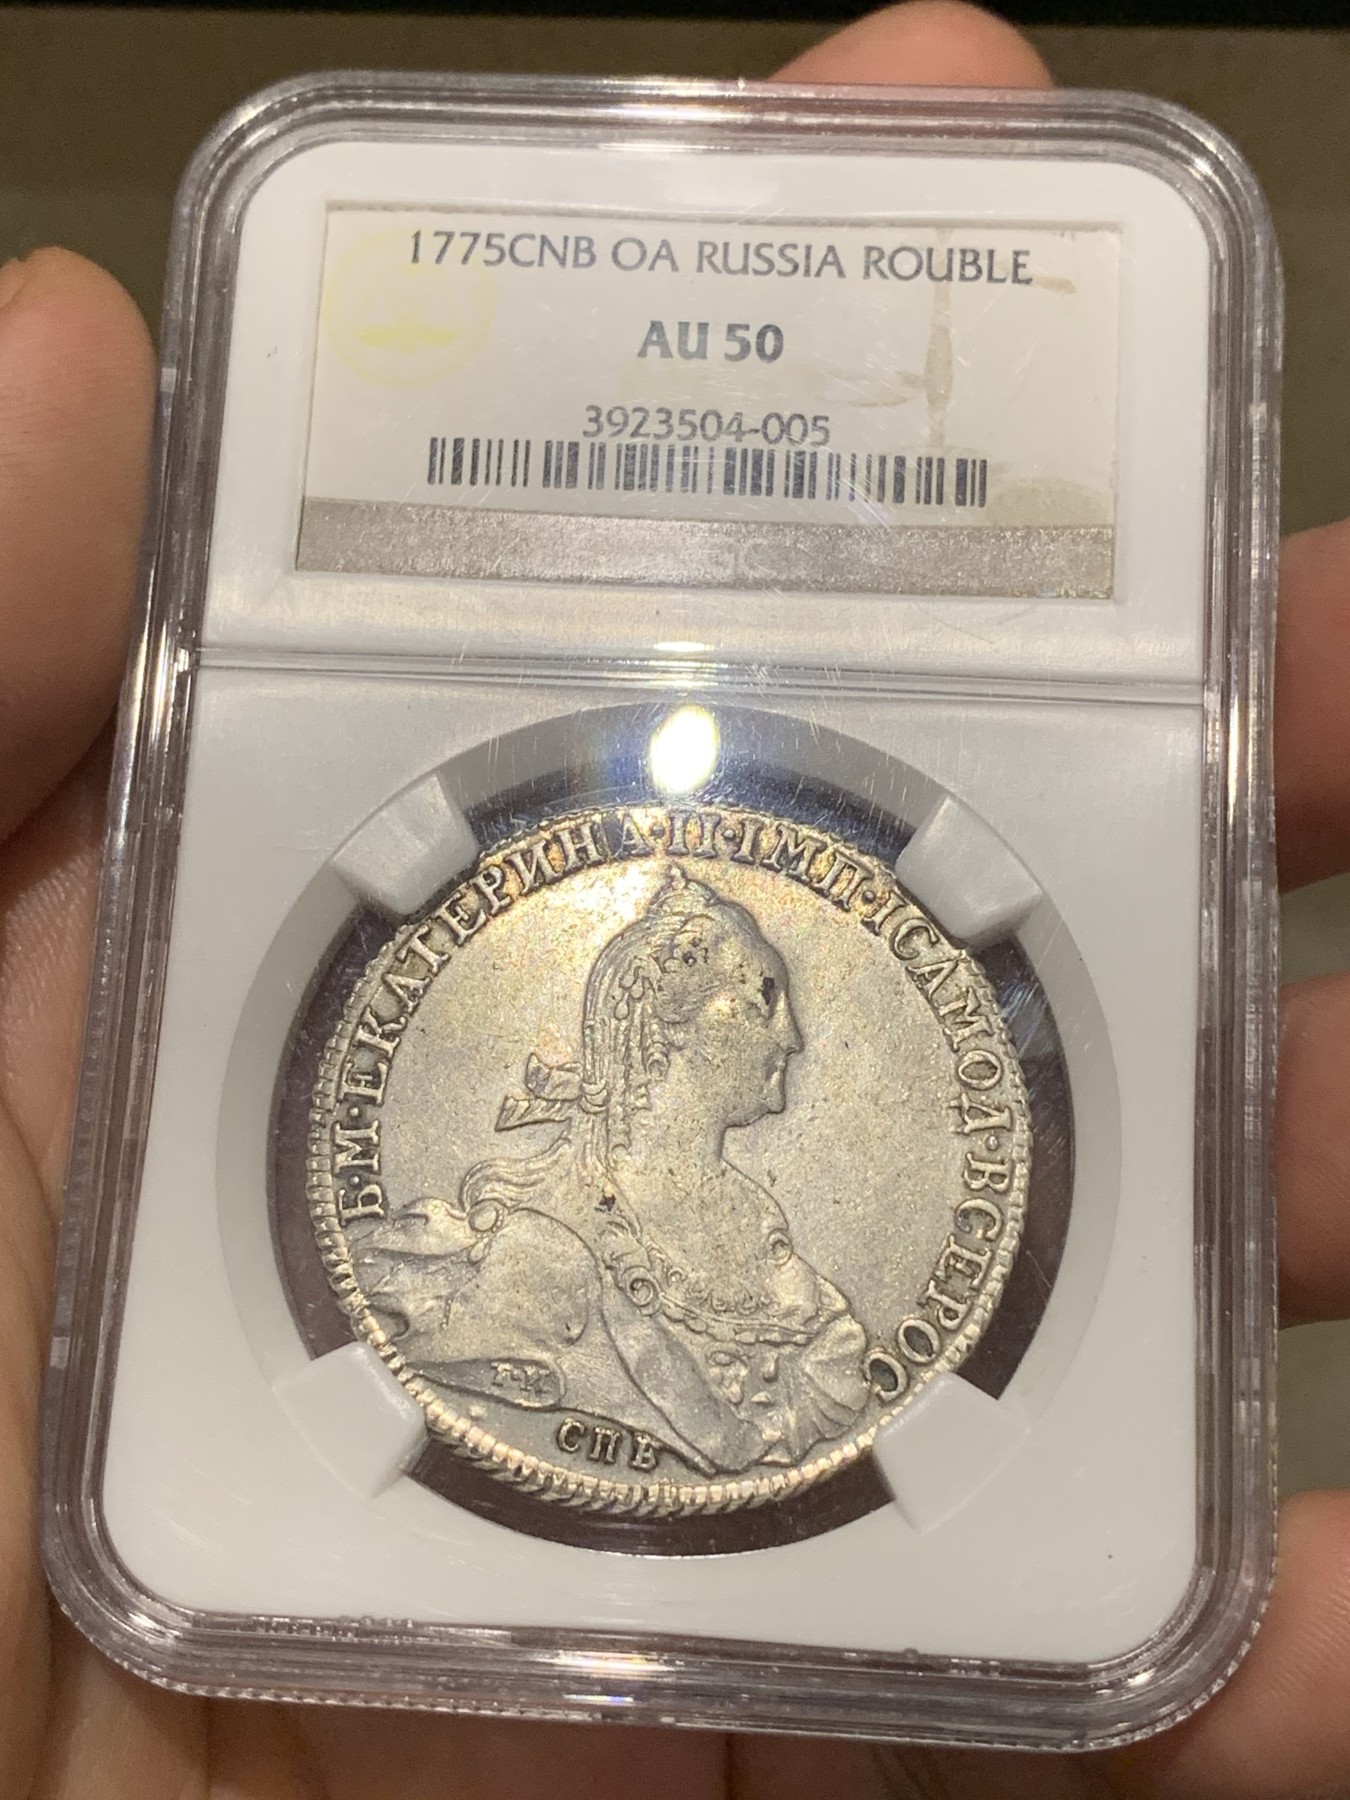 1775CNB OA RUSSIA ROUBLE
AU 50
3923504-005
Б·М·ЕКАТЕРИНА·II·IМП·IСАМОД·ВСЕРОС
СПБ